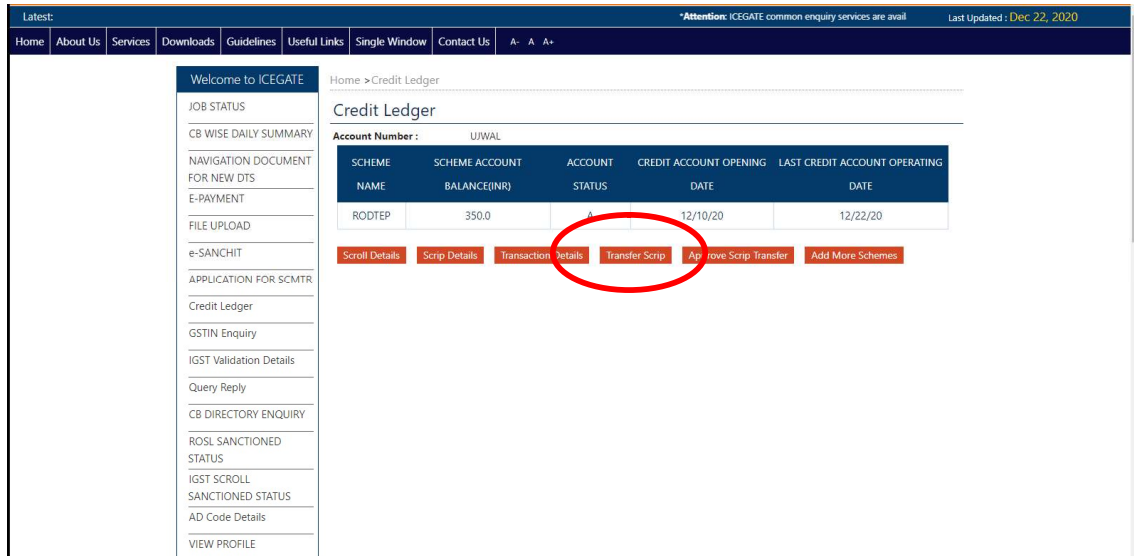 Latest:
*Attention: ICEGATE common enquiry services are avail
Last Updated : Dec 22, 2020
Home About Us Services Downloads Guidelines Useful Links Single Window Contact Us A- A A+
Welcome to ICEGATE
JOB STATUS
CB WISE DAILY SUMMARY
NAVIGATION DOCUMENT
FOR NEW DTS
E-PAYMENT
FILE UPLOAD
e-SANCHIT
APPLICATION FOR SCMTR
Credit Ledger
GSTIN Enquiry
IGST Validation Details
Query Reply
CB DIRECTORY ENQUIRY
ROSL SANCTIONED
STATUS
IGST SCROLL
SANCTIONED STATUS
AD Code Details
VIEW PROFILE
Home >Credit Ledger
Credit Ledger
Account Number : UJWAL
SCHEME NAME SCHEME ACCOUNT BALANCE(INR) ACCOUNT STATUS CREDIT ACCOUNT OPENING DATE LAST CREDIT ACCOUNT OPERATING DATE
RODTEP 350.0 A 12/10/20 12/22/20
Scroll Details Scrip Details Transaction Details Transfer Scrip Approve Scrip Transfer Add More Schemes